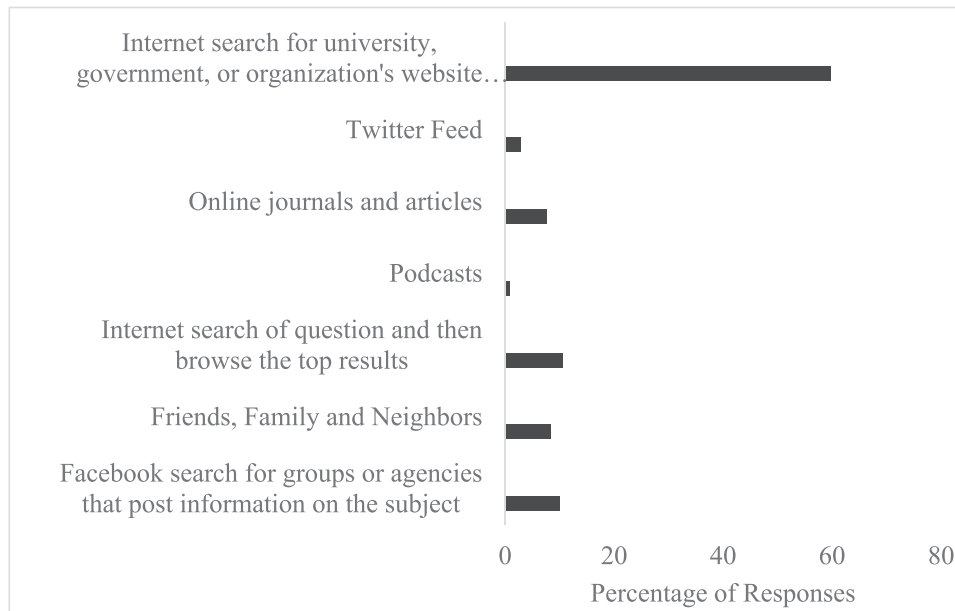 Internet search for university,
government, or organization's website…
Twitter Feed
Online journals and articles
Podcasts
Internet search of question and then
browse the top results
Friends, Family and Neighbors
Facebook search for groups or agencies
that post information on the subject
0 20 40 60 80
Percentage of Responses